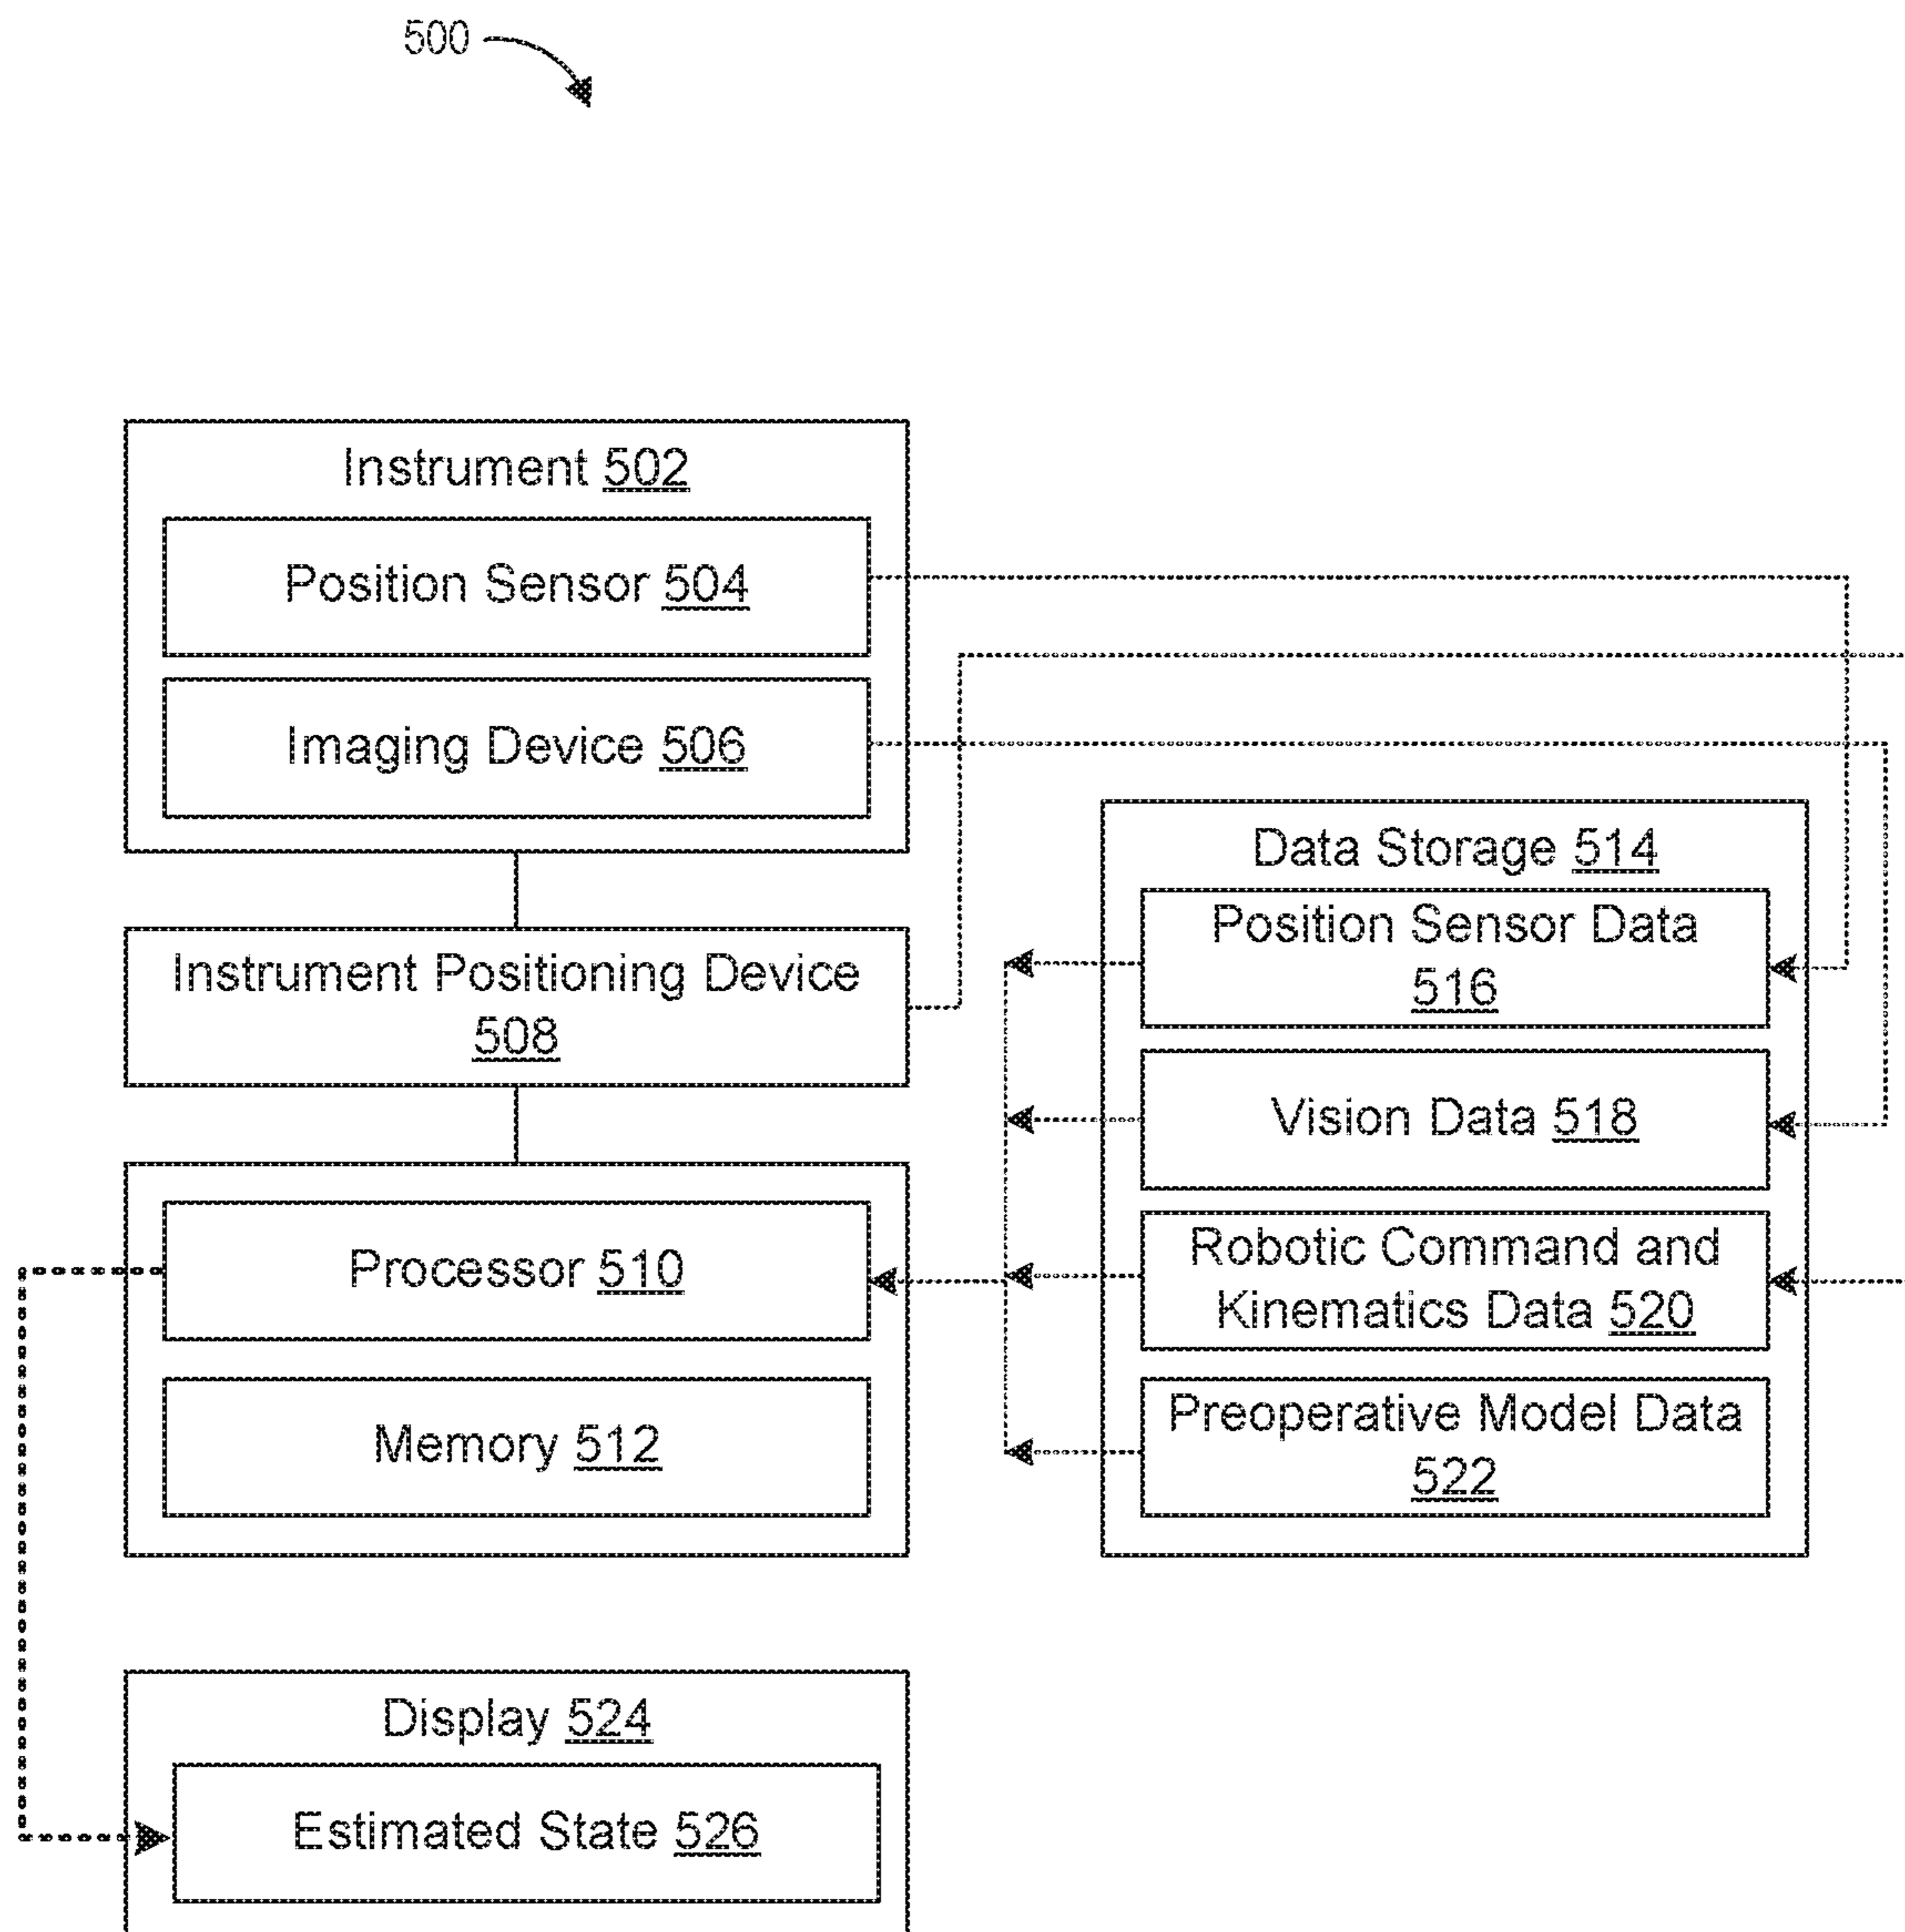 500
Instrument 502
Position Sensor 504
Imaging Device 506
Instrument Positioning Device
508
Processor 510
Memory 512
Data Storage 514
Position Sensor Data
516
Vision Data 518
Robotic Command and
Kinematics Data 520
Preoperative Model Data
522
Display 524
Estimated State 526